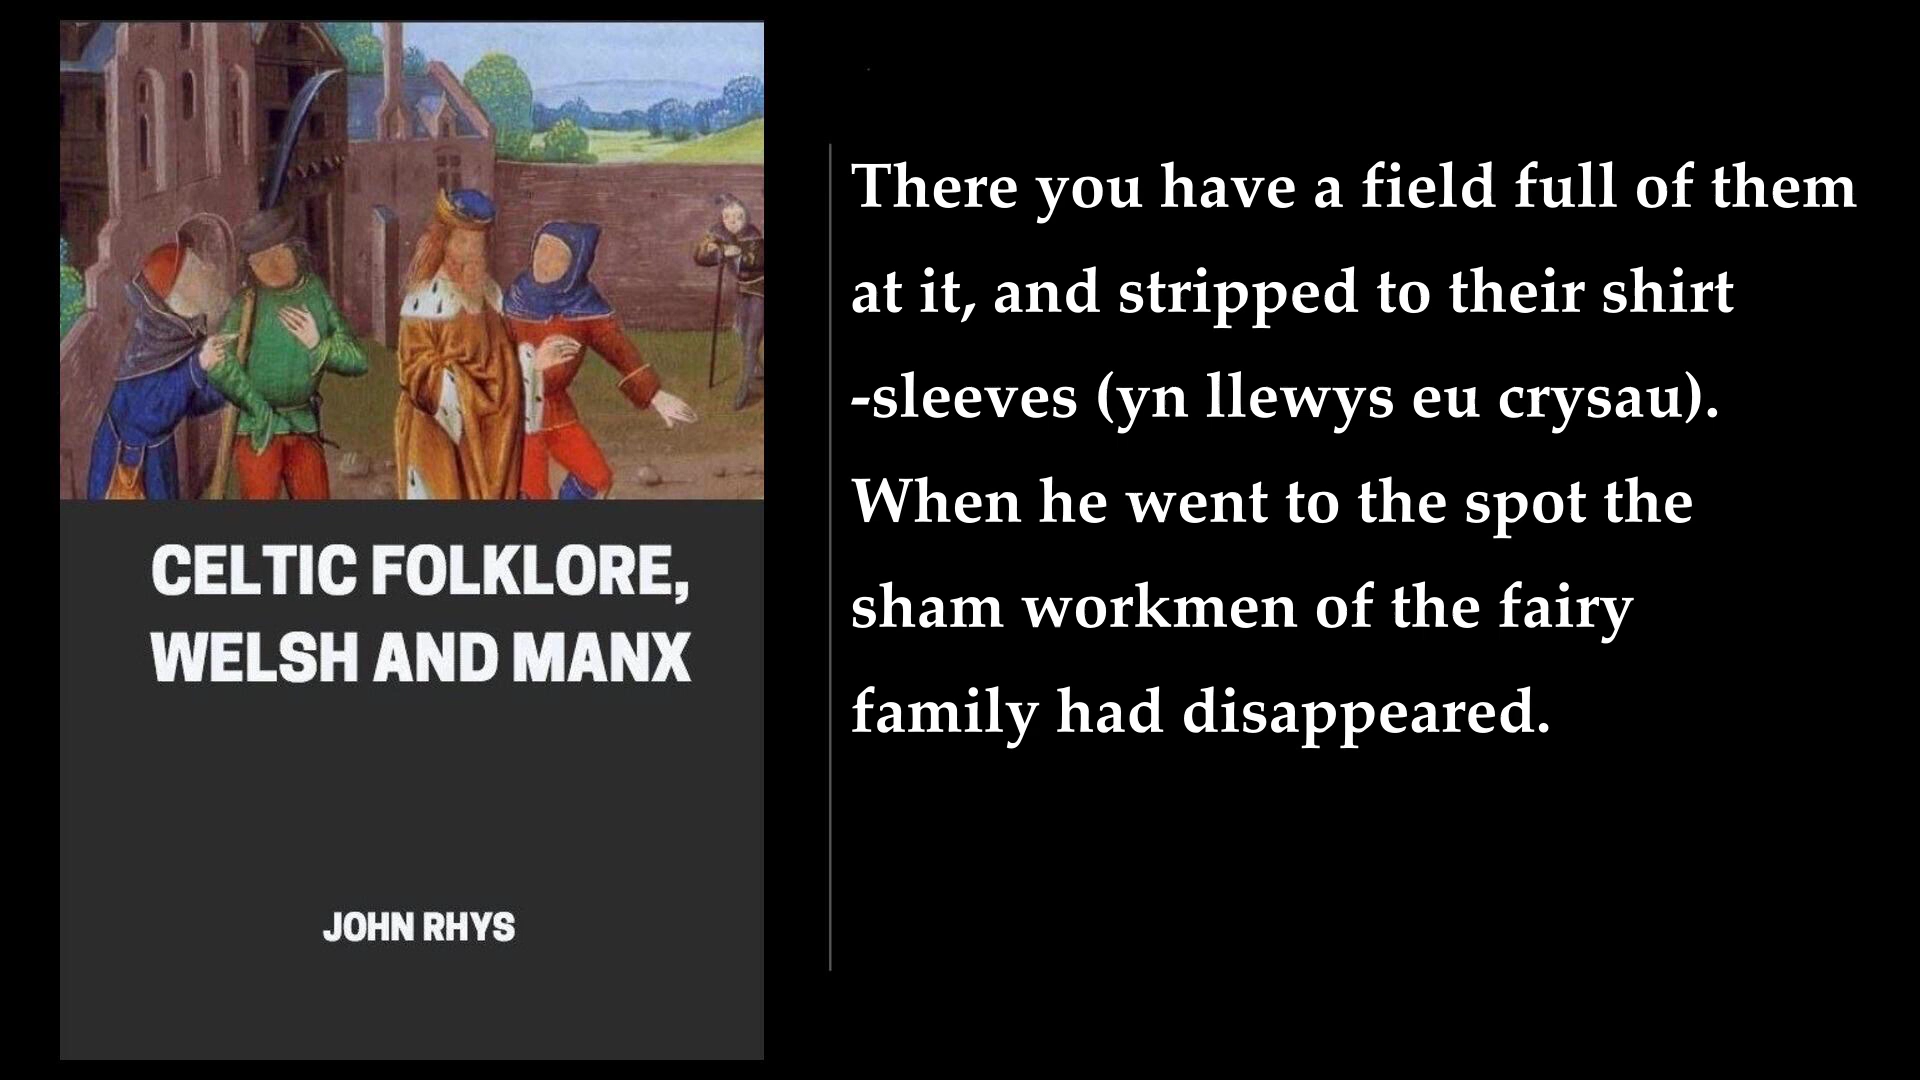 CELTIC FOLKLORE,
WELSH AND MANX
JOHN RHYS
There you have a field full of them
at it, and stripped to their shirt
-sleeves (yn llewys eu crysau).
When he went to the spot the
sham workmen of the fairy
family had disappeared.